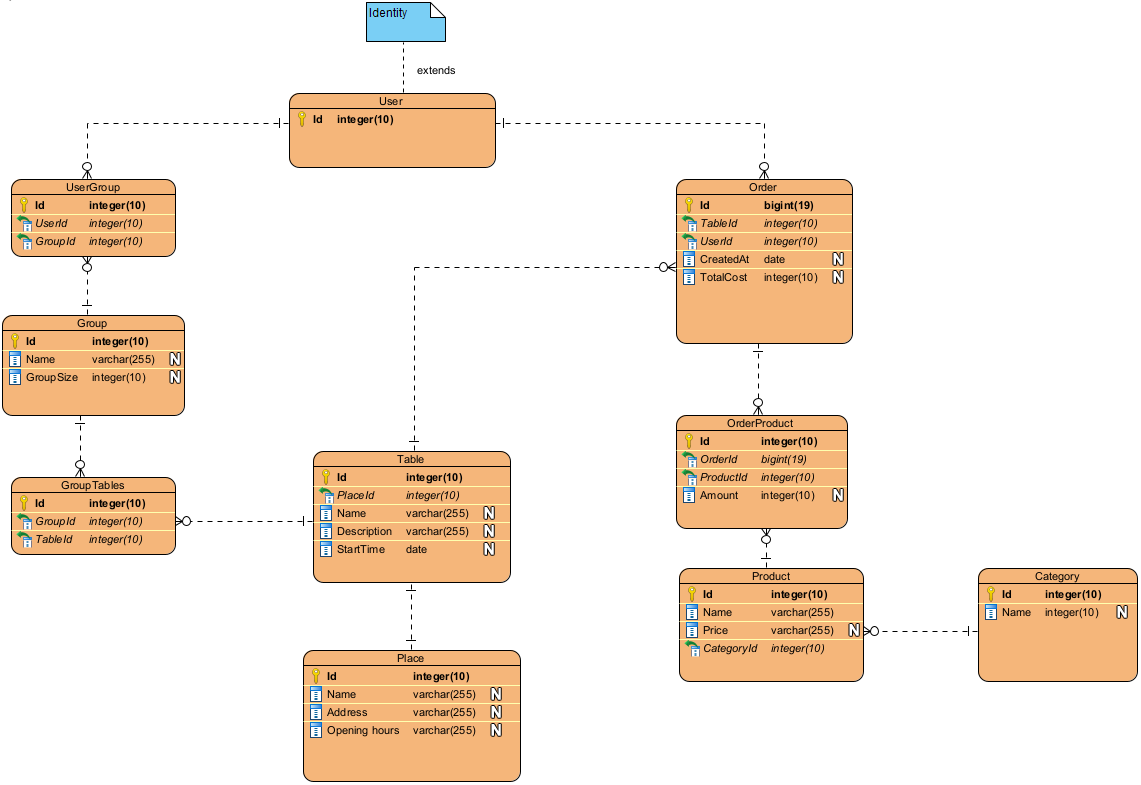 Identity
extends
User
Id integer(10)
UserGroup
Id integer(10)
UserId integer(10)
GroupId integer(10)
Order
Id bigint(19)
TableId integer(10)
UserId integer(10)
CreatedAt date N
TotalCost integer(10) N
Group
Id integer(10)
Name varchar(255) N
GroupSize integer(10) N
OrderProduct
Id integer(10)
OrderId bigint(19)
ProductId integer(10)
Amount integer(10) N
GroupTables
Id integer(10)
GroupId integer(10)
TableId integer(10)
Table
Id integer(10)
PlaceId integer(10)
Name varchar(255) N
Description varchar(255) N
StartTime date N
Product
Id integer(10)
Name varchar(255)
Price varchar(255) N
CategoryId integer(10)
Category
Id integer(10)
Name integer(10) N
Place
Id integer(10)
Name varchar(255) N
Address varchar(255) N
Opening hours varchar(255) N